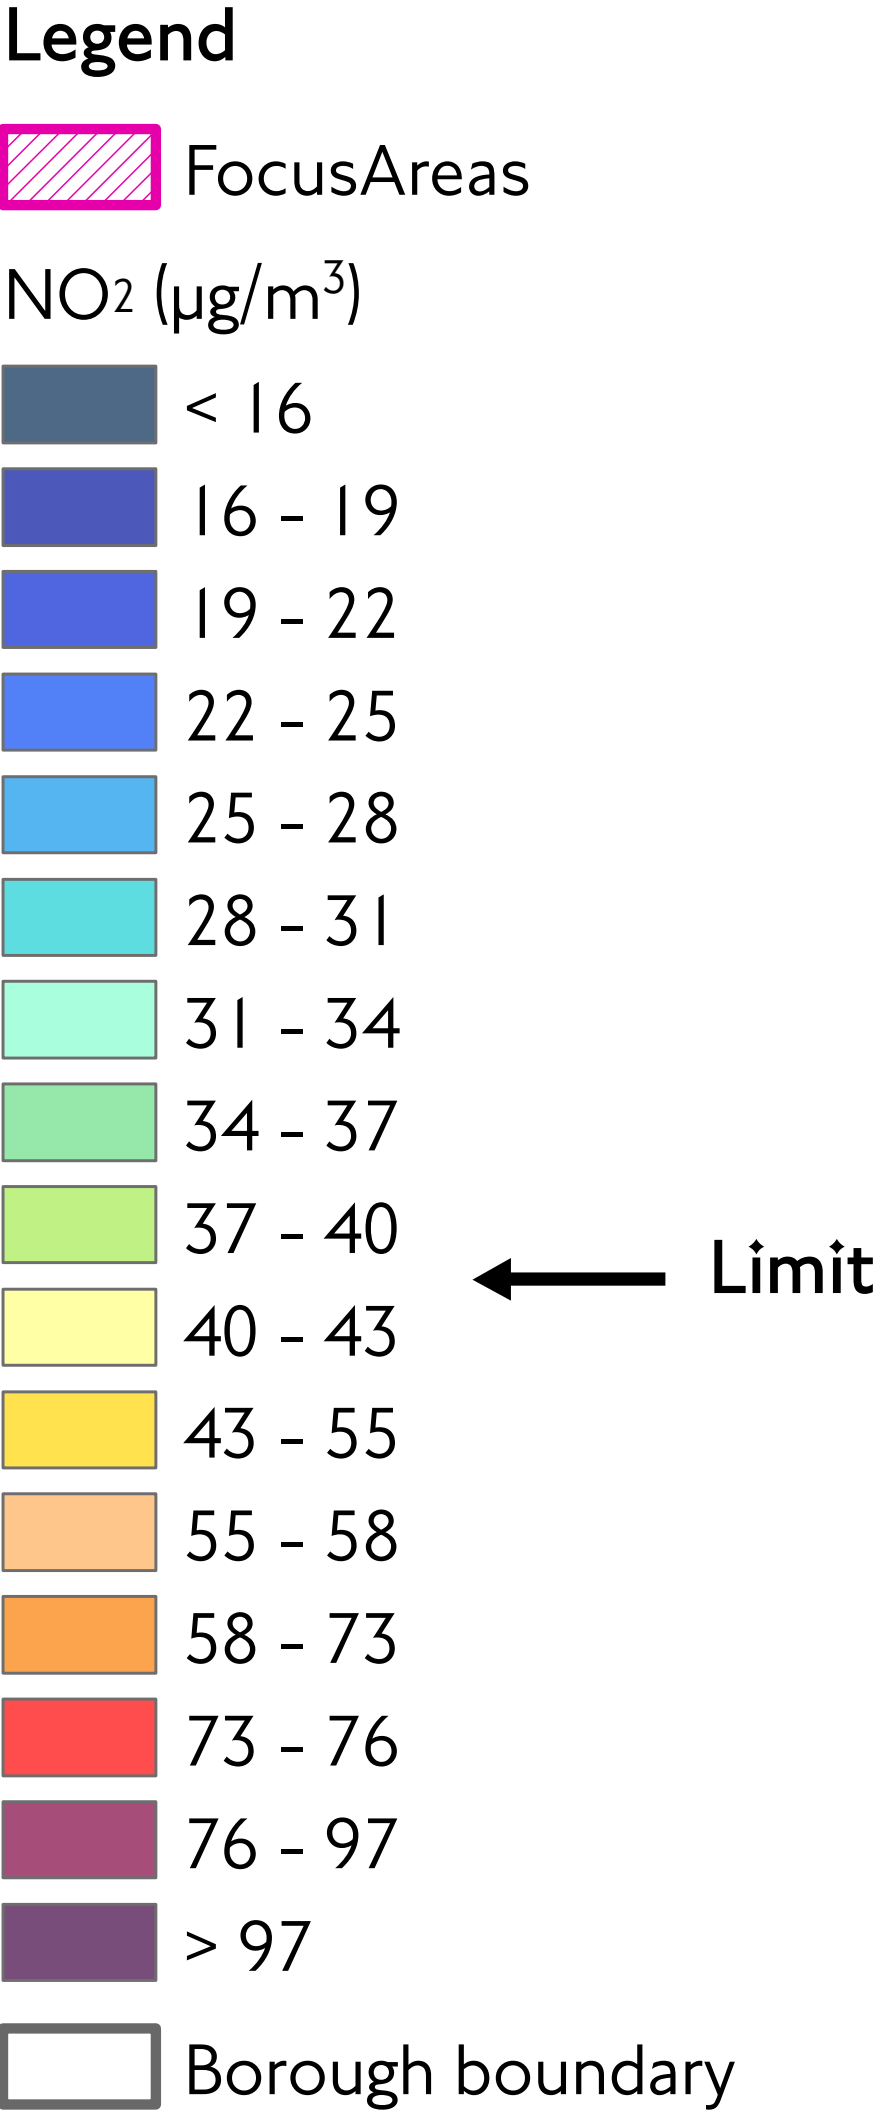 Legend
FocusAreas
NO2 (µg/m³)
< 16
16 - 19
19 - 22
22 - 25
25 - 28
28 - 31
31 - 34
34 - 37
37 - 40
Limit
40 - 43
43 - 55
55 - 58
58 - 73
73 - 76
76 - 97
> 97
Borough boundary